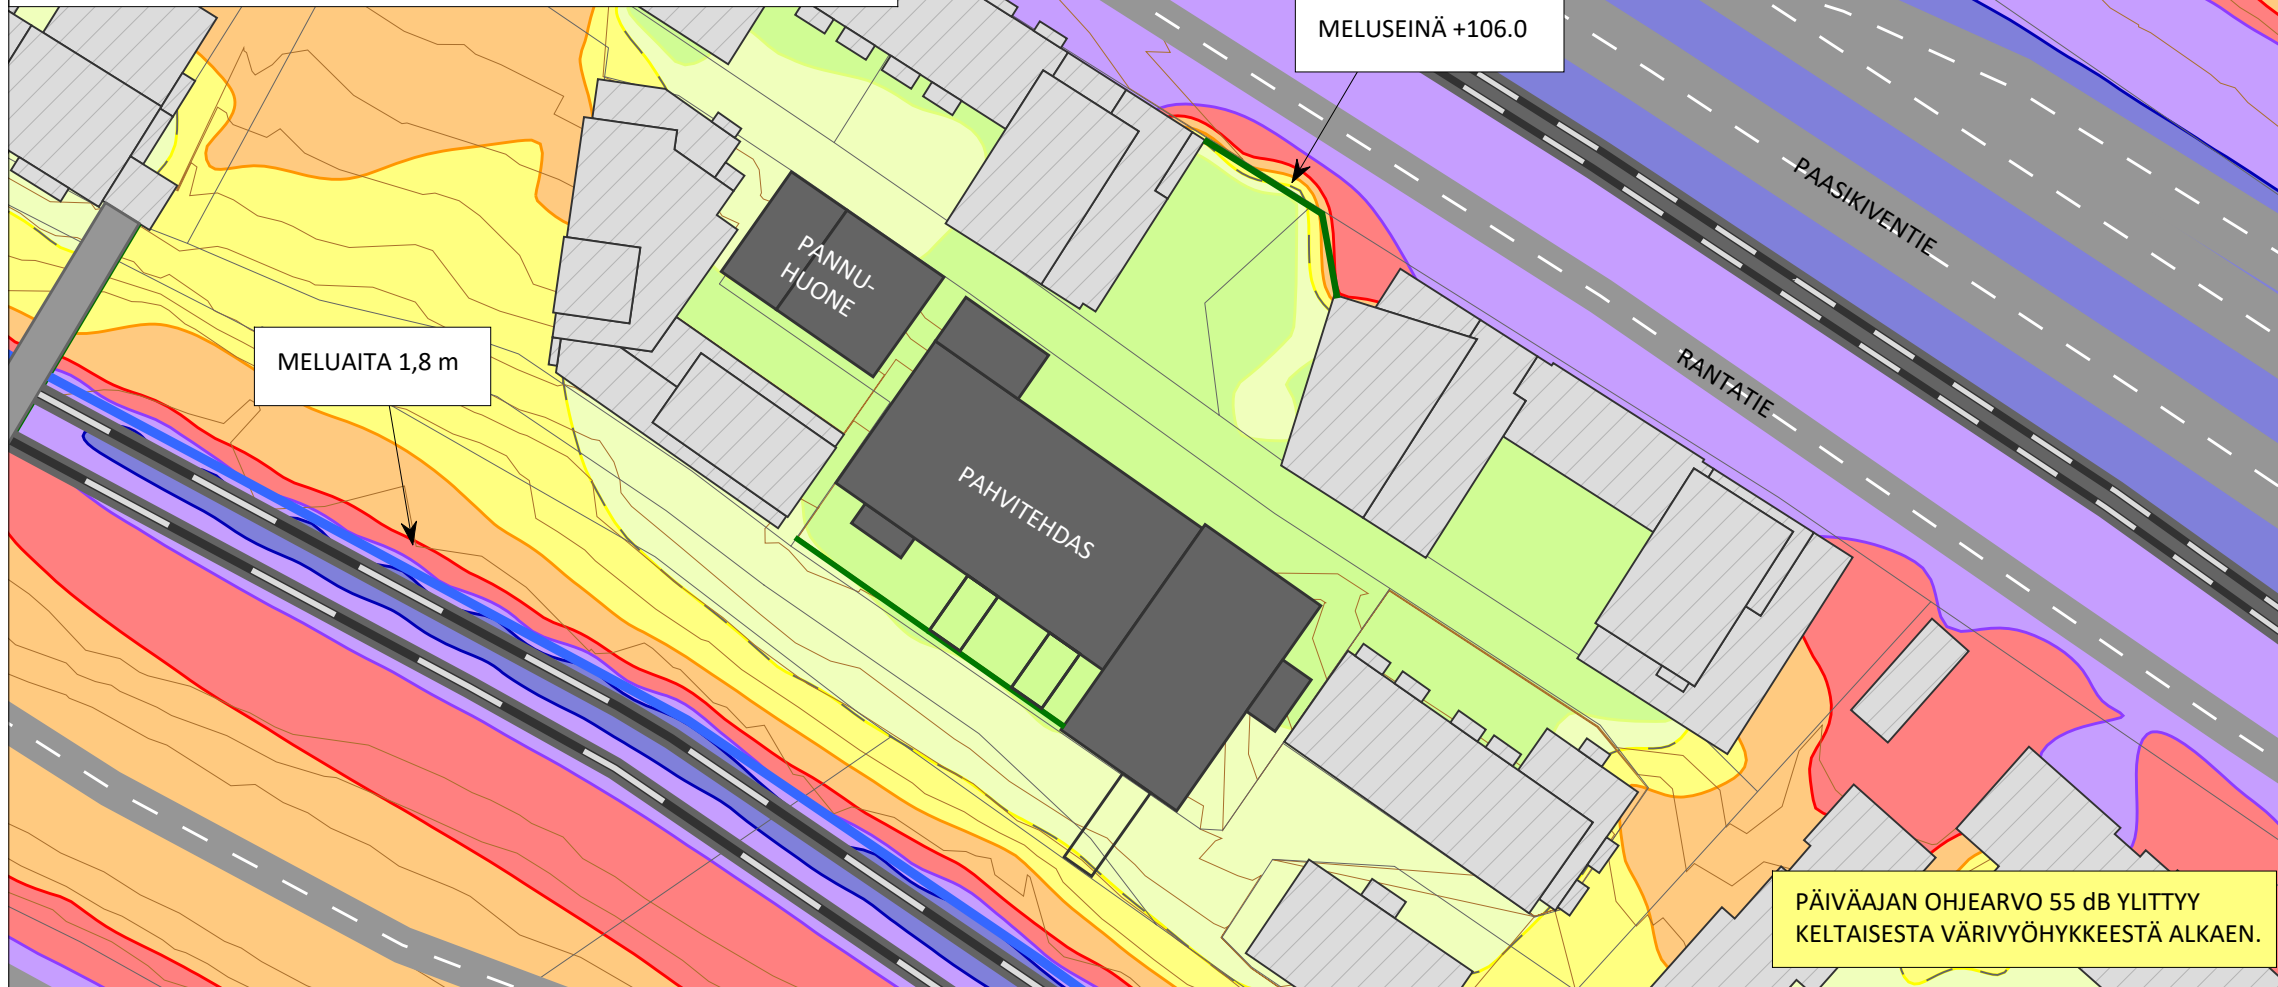 MELUSEINÄ +106.0
PAASIKIVENTIE
PANNU-
HUONE
MELUAITA 1,8 m
RANTATIE
PAHVITEHDAS
PÄIVÄAJAN OHJEARVO 55 dB YLITTYY
KELTAISESTA VÄRIVYÖHYKKEESTÄ ALKAEN.